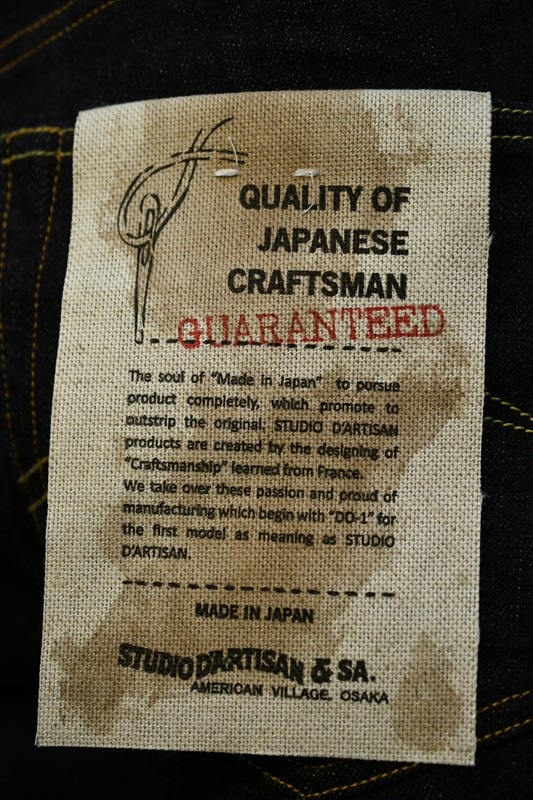 QUALITY OF
JAPANESE
CRAFTSMAN
GUARANTEED
The soul of "Made in Japan" to pursue
product completely, which promote to
outstrip the original. STUDIO D'ARTISAN
products are created by the designing of
"Craftsmanship" learned from France.
We take over these passion and proud of
manufacturing which begin with "DO-1" for
the first model as meaning as STUDIO
D'ARTISAN.
MADE IN JAPAN
STUDIO D'ARTISAN & SA.
AMERICAN VILLAGE, OSAKA